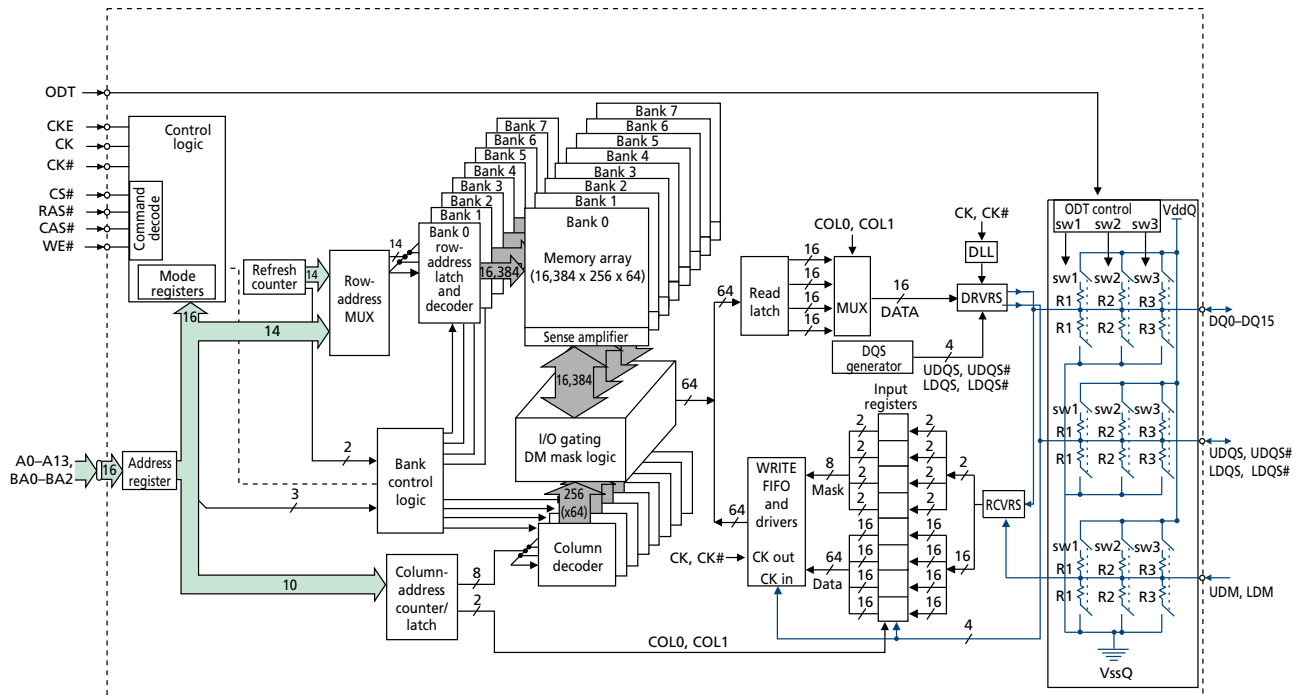 ODT
CKE
CK
CK#
CS#
RAS#
CAS#
WE#
Control
logic
Command
decode
Mode
registers
16
Refresh
counter
14
14
Row-
address
MUX
14
Bank 7
Bank 6
Bank 5
Bank 4
Bank 3
Bank 2
Bank 1
Bank 0
row-
address
latch
and
decoder
16,384
Bank 7
Bank 6
Bank 5
Bank 4
Bank 3
Bank 2
Bank 1
Bank 0
Memory array
(16,384 x 256 x 64)
Sense amplifier
16,384
I/O gating
DM mask logic
256
(x64)
Column
decoder
A0–A13,
BA0–BA2
16
Address
register
2
3
Bank
control
logic
10
Column-
address
counter/
latch
8
2
COL0, COL1
64
64
64
Read
latch
16
16
16
16
COL0, COL1
MUX
16
DATA
CK, CK#
DLL
DRVRS
DQS
generator
4
UDQS, UDQS#
LDQS, LDQS#
Input
registers
2
2
2
2
2
2
2
2
2
8
Mask
WRITE
FIFO
and
drivers
CK out
CK in
CK, CK#
64
Data
16
16
16
16
16
16
16
16
16
RCVRS
4
ODT control
sw1 sw2 sw3
VddQ
sw1 sw2 sw3
R1 R2 R3
R1 R2 R3
DQ0–DQ15
sw1 sw2 sw3
R1 R2 R3
R1 R2 R3
UDQS, UDQS#
LDQS, LDQS#
sw1 sw2 sw3
R1 R2 R3
R1 R2 R3
UDM, LDM
VssQ